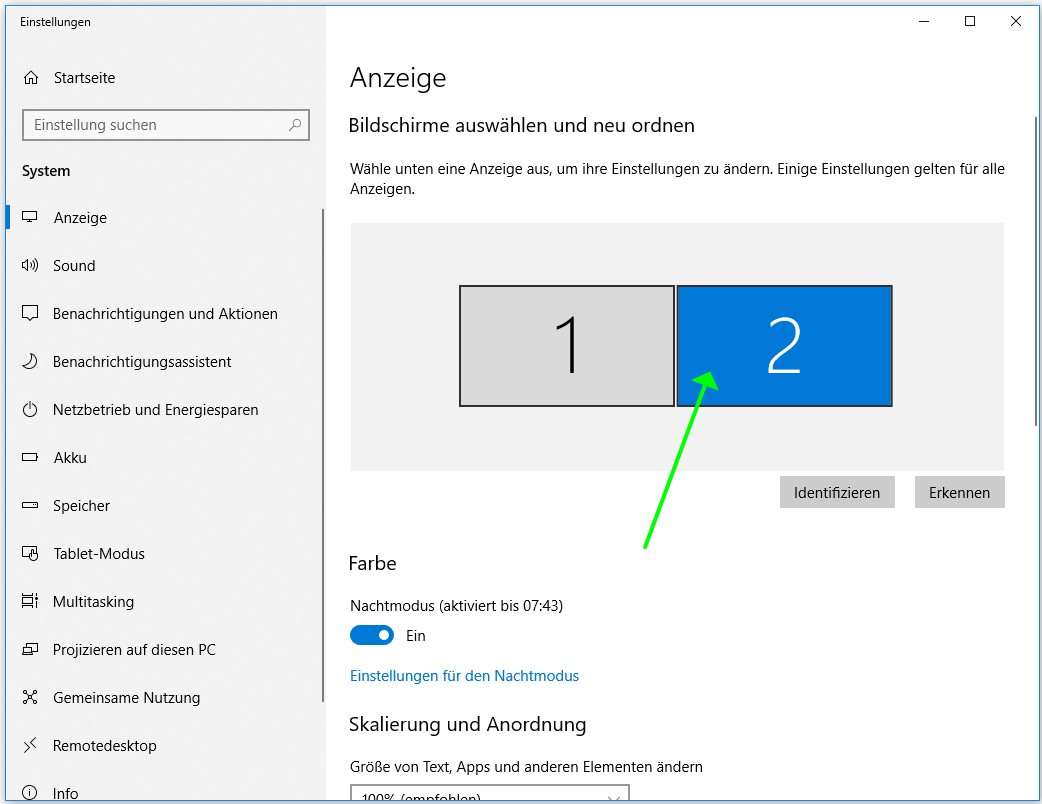 Einstellungen
Startseite
Einstellung suchen
System
Anzeige
Sound
Benachrichtigungen und Aktionen
Benachrichtigungsassistent
Netzbetrieb und Energiesparen
Akku
Speicher
Tablet-Modus
Multitasking
Projizieren auf diesen PC
Gemeinsame Nutzung
Remotedesktop
Info
Anzeige
Bildschirme auswählen und neu ordnen
Wähle unten eine Anzeige aus, um ihre Einstellungen zu ändern. Einige Einstellungen gelten für alle
Anzeigen.
1
2
Identifizieren
Erkennen
Farbe
Nachtmodus (aktiviert bis 07:43)
Ein
Einstellungen für den Nachtmodus
Skalierung und Anordnung
Größe von Text, Apps und anderen Elementen ändern
100% (empfohlen)